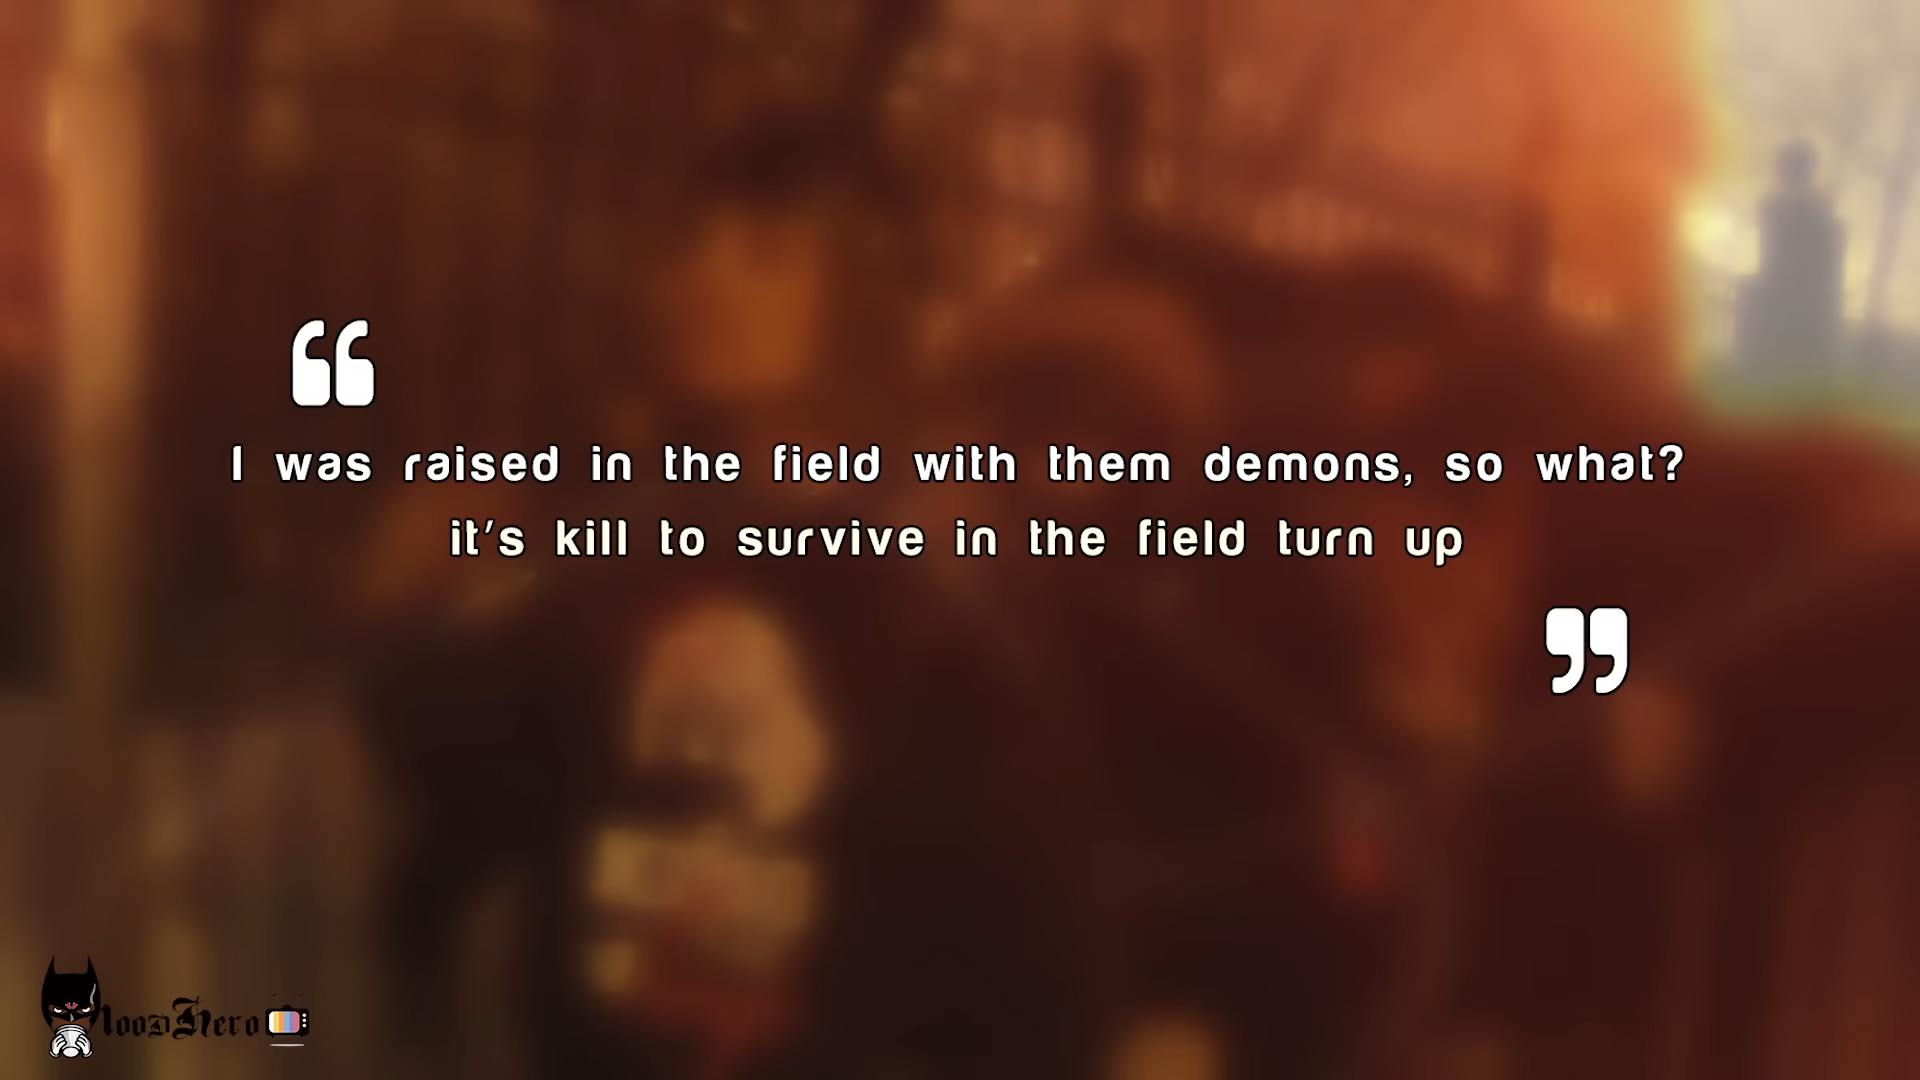 “
I was raised in the field with them demons, so what?
it's kill to survive in the field turn up
”